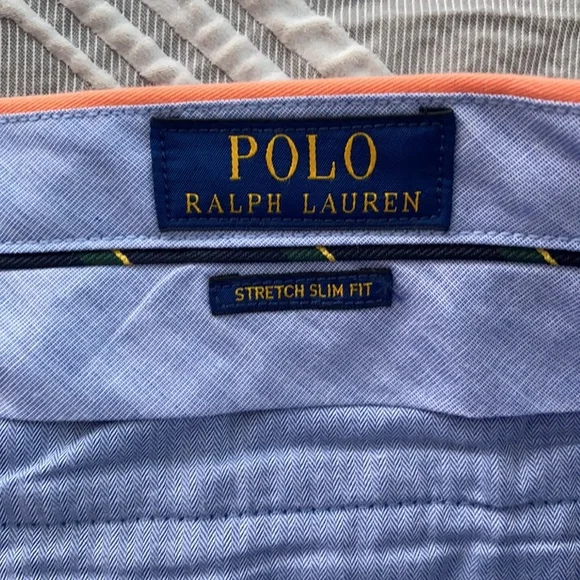 POLO
RALPH LAUREN
STRETCH SLIM FIT